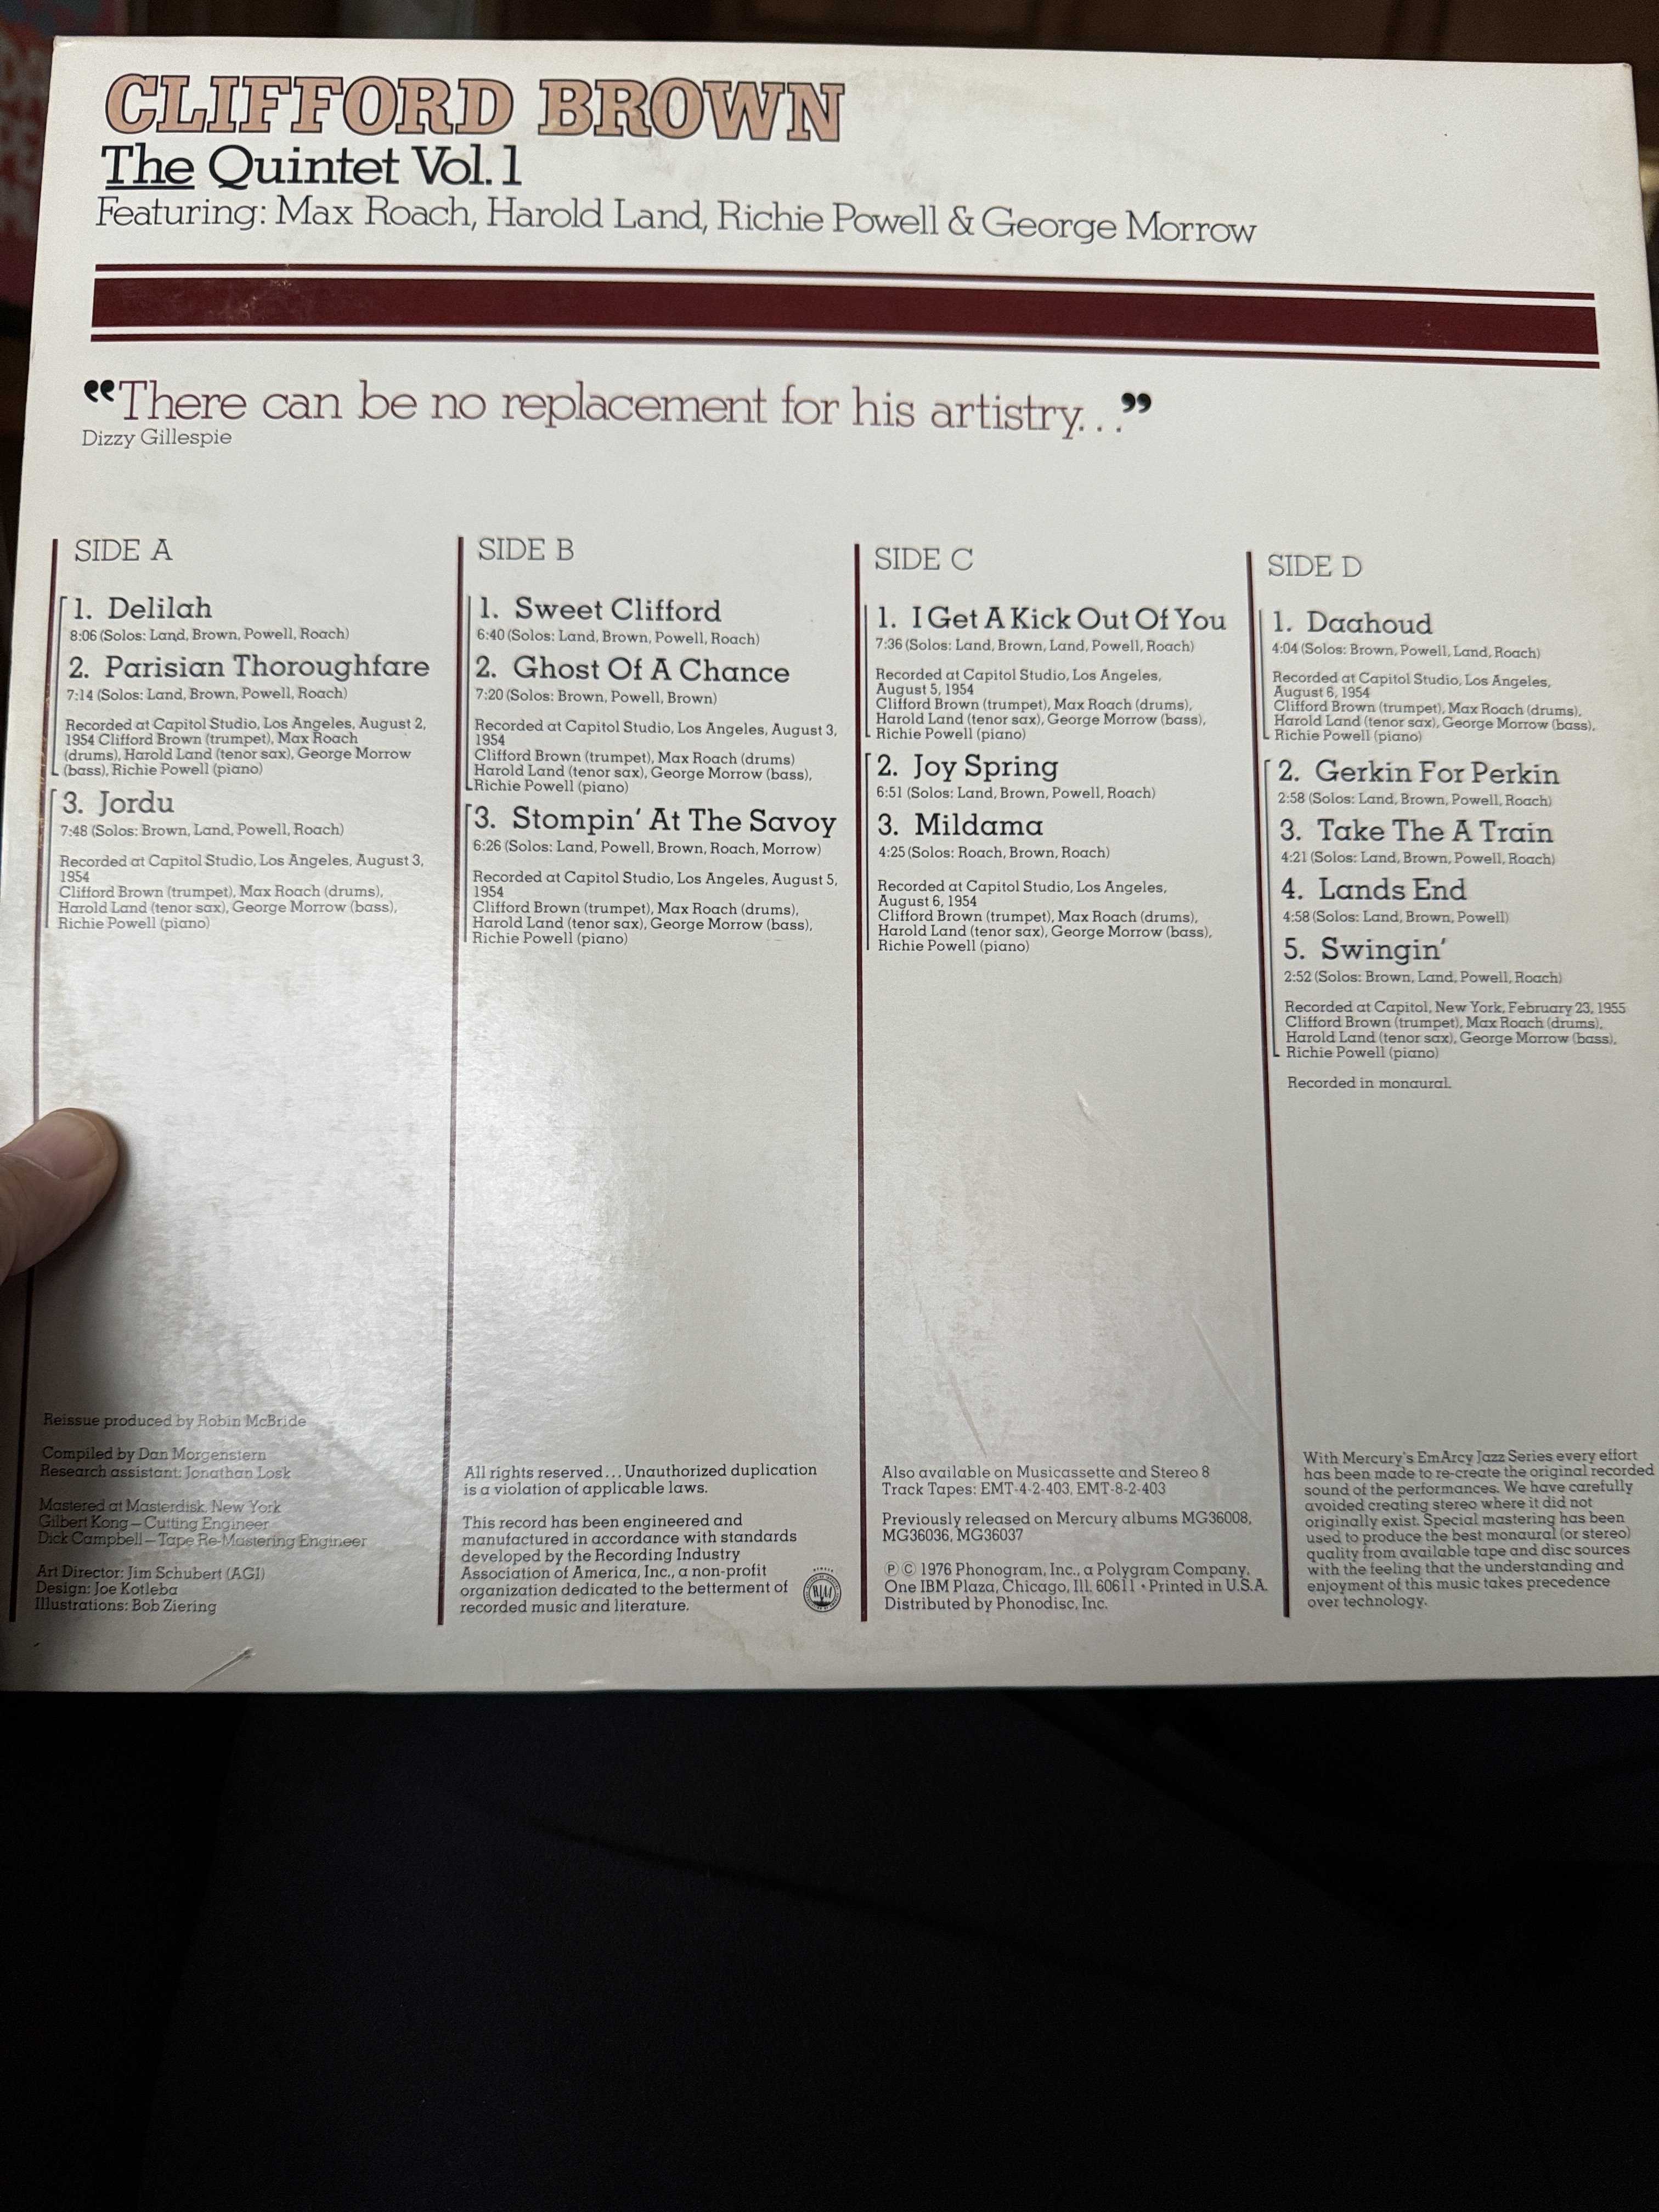 CLIFFORD BROWN
The Quintet Vol. 1
Featuring: Max Roach, Harold Land, Richie Powell & George Morrow
“There can be no replacement for his artistry...”
Dizzy Gillespie
SIDE A
1. Delilah
8:06 (Solos: Land, Brown, Powell, Roach)
2. Parisian Thoroughfare
7:14 (Solos: Land, Brown, Powell, Roach)
Recorded at Capitol Studio, Los Angeles, August 2,
1954 Clifford Brown (trumpet), Max Roach
(drums), Harold Land (tenor sax), George Morrow
(bass), Richie Powell (piano)
3. Jordu
7:48 (Solos: Brown, Land, Powell, Roach)
Recorded at Capitol Studio, Los Angeles, August 3,
1954
Clifford Brown (trumpet), Max Roach (drums),
Harold Land (tenor sax), George Morrow (bass),
Richie Powell (piano)
Reissue produced by Robin McBride
Compiled by Dan Morgenstern
Research assistant: Jonathan Losk
Mastered at Masterdisk, New York
Gilbert Kong – Cutting Engineer
Dick Campbell – Tape Re-Mastering Engineer
Art Director: Jim Schubert (AGI)
Design: Joe Kotleba
Illustrations: Bob Ziering
SIDE B
1. Sweet Clifford
6:40 (Solos: Land, Brown, Powell, Roach)
2. Ghost Of A Chance
7:20 (Solos: Brown, Powell, Brown)
Recorded at Capitol Studio, Los Angeles, August 3,
1954
Clifford Brown (trumpet), Max Roach (drums)
Harold Land (tenor sax), George Morrow (bass),
Richie Powell (piano)
3. Stompin’ At The Savoy
6:26 (Solos: Land, Powell, Brown, Roach, Morrow)
Recorded at Capitol Studio, Los Angeles, August 5,
1954
Clifford Brown (trumpet), Max Roach (drums),
Harold Land (tenor sax), George Morrow (bass),
Richie Powell (piano)
All rights reserved... Unauthorized duplication
is a violation of applicable laws.
This record has been engineered and
manufactured in accordance with standards
developed by the Recording Industry
Association of America, Inc., a non-profit
organization dedicated to the betterment of
recorded music and literature.
SIDE C
1. I Get A Kick Out Of You
7:36 (Solos: Land, Brown, Land, Powell, Roach)
Recorded at Capitol Studio, Los Angeles,
August 5, 1954
Clifford Brown (trumpet), Max Roach (drums),
Harold Land (tenor sax), George Morrow (bass),
Richie Powell (piano)
2. Joy Spring
6:51 (Solos: Land, Brown, Powell, Roach)
3. Mildama
4:25 (Solos: Roach, Brown, Roach)
Recorded at Capitol Studio, Los Angeles,
August 6, 1954
Clifford Brown (trumpet), Max Roach (drums),
Harold Land (tenor sax), George Morrow (bass),
Richie Powell (piano)
Also available on Musicassette and Stereo 8
Track Tapes: EMT-4-2-403, EMT-8-2-403
Previously released on Mercury albums MG36008,
MG36036, MG36037
Ⓟ Ⓒ 1976 Phonogram, Inc., a Polygram Company,
One IBM Plaza, Chicago, Ill. 60611 • Printed in U.S.A.
Distributed by Phonodisc, Inc.
SIDE D
1. Daahoud
4:04 (Solos: Brown, Powell, Land, Roach)
Recorded at Capitol Studio, Los Angeles,
August 6, 1954
Clifford Brown (trumpet), Max Roach (drums),
Harold Land (tenor sax), George Morrow (bass),
Richie Powell (piano)
2. Gerkin For Perkin
2:58 (Solos: Land, Brown, Powell, Roach)
3. Take The A Train
4:21 (Solos: Land, Brown, Powell, Roach)
4. Lands End
4:58 (Solos: Land, Brown, Powell)
5. Swingin’
2:52 (Solos: Brown, Land, Powell, Roach)
Recorded at Capitol, New York, February 23, 1955
Clifford Brown (trumpet), Max Roach (drums),
Harold Land (tenor sax), George Morrow (bass),
Richie Powell (piano)
Recorded in monaural.
With Mercury’s EmArcy Jazz Series every effort
has been made to re-create the original recorded
sound of the performances. We have carefully
avoided creating stereo where it did not
originally exist. Special mastering has been
used to produce the best monaural (or stereo)
quality from available tape and disc sources
with the feeling that the understanding and
enjoyment of this music takes precedence
over technology.